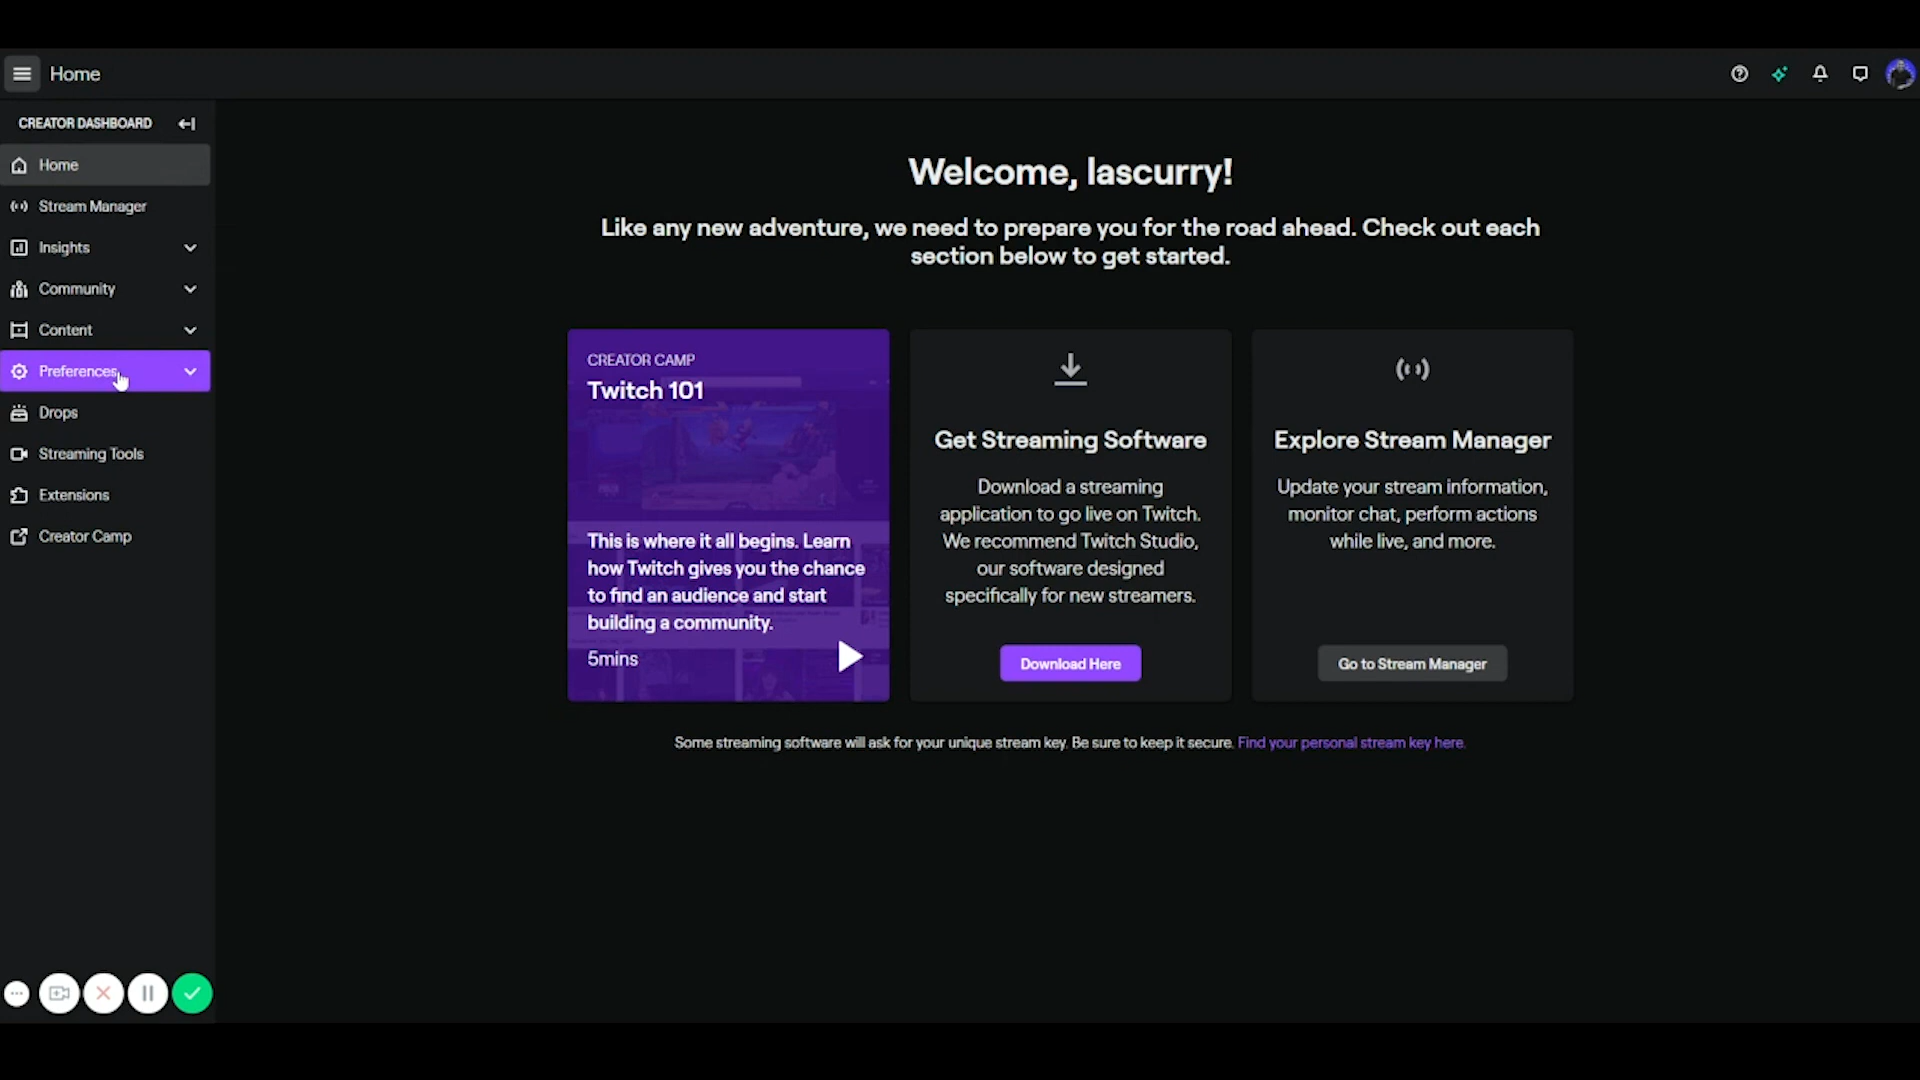 Home
CREATOR DASHBOARD
Home
Stream Manager
Insights
Community
Content
Preferences
Drops
Streaming Tools
Extensions
Creator Camp
Welcome, lascurry!
Like any new adventure, we need to prepare you for the road ahead. Check out each
section below to get started.
CREATOR CAMP
Twitch 101
This is where it all begins. Learn
how Twitch gives you the chance
to find an audience and start
building a community.
5mins
Get Streaming Software
Download a streaming
application to go live on Twitch.
We recommend Twitch Studio,
our software designed
specifically for new streamers.
Download Here
Explore Stream Manager
Update your stream information,
monitor chat, perform actions
while live, and more.
Go to Stream Manager
Some streaming software will ask for your unique stream key. Be sure to keep it secure. Find your personal stream key here.